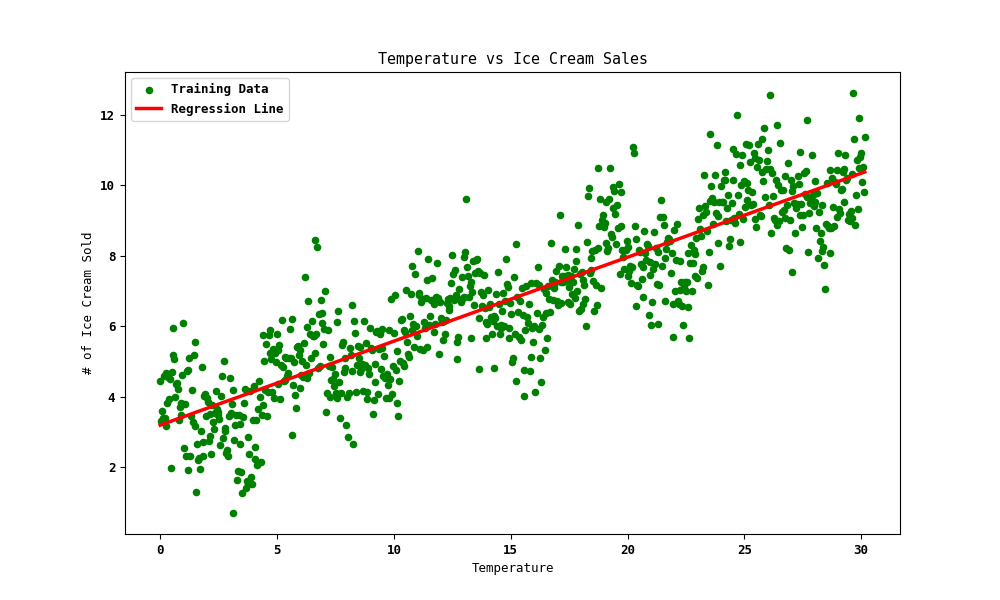 Temperature vs Ice Cream Sales
Training Data
Regression Line
# of Ice Cream Sold
12
10
8
6
4
2
0 5 10 15 20 25 30
Temperature